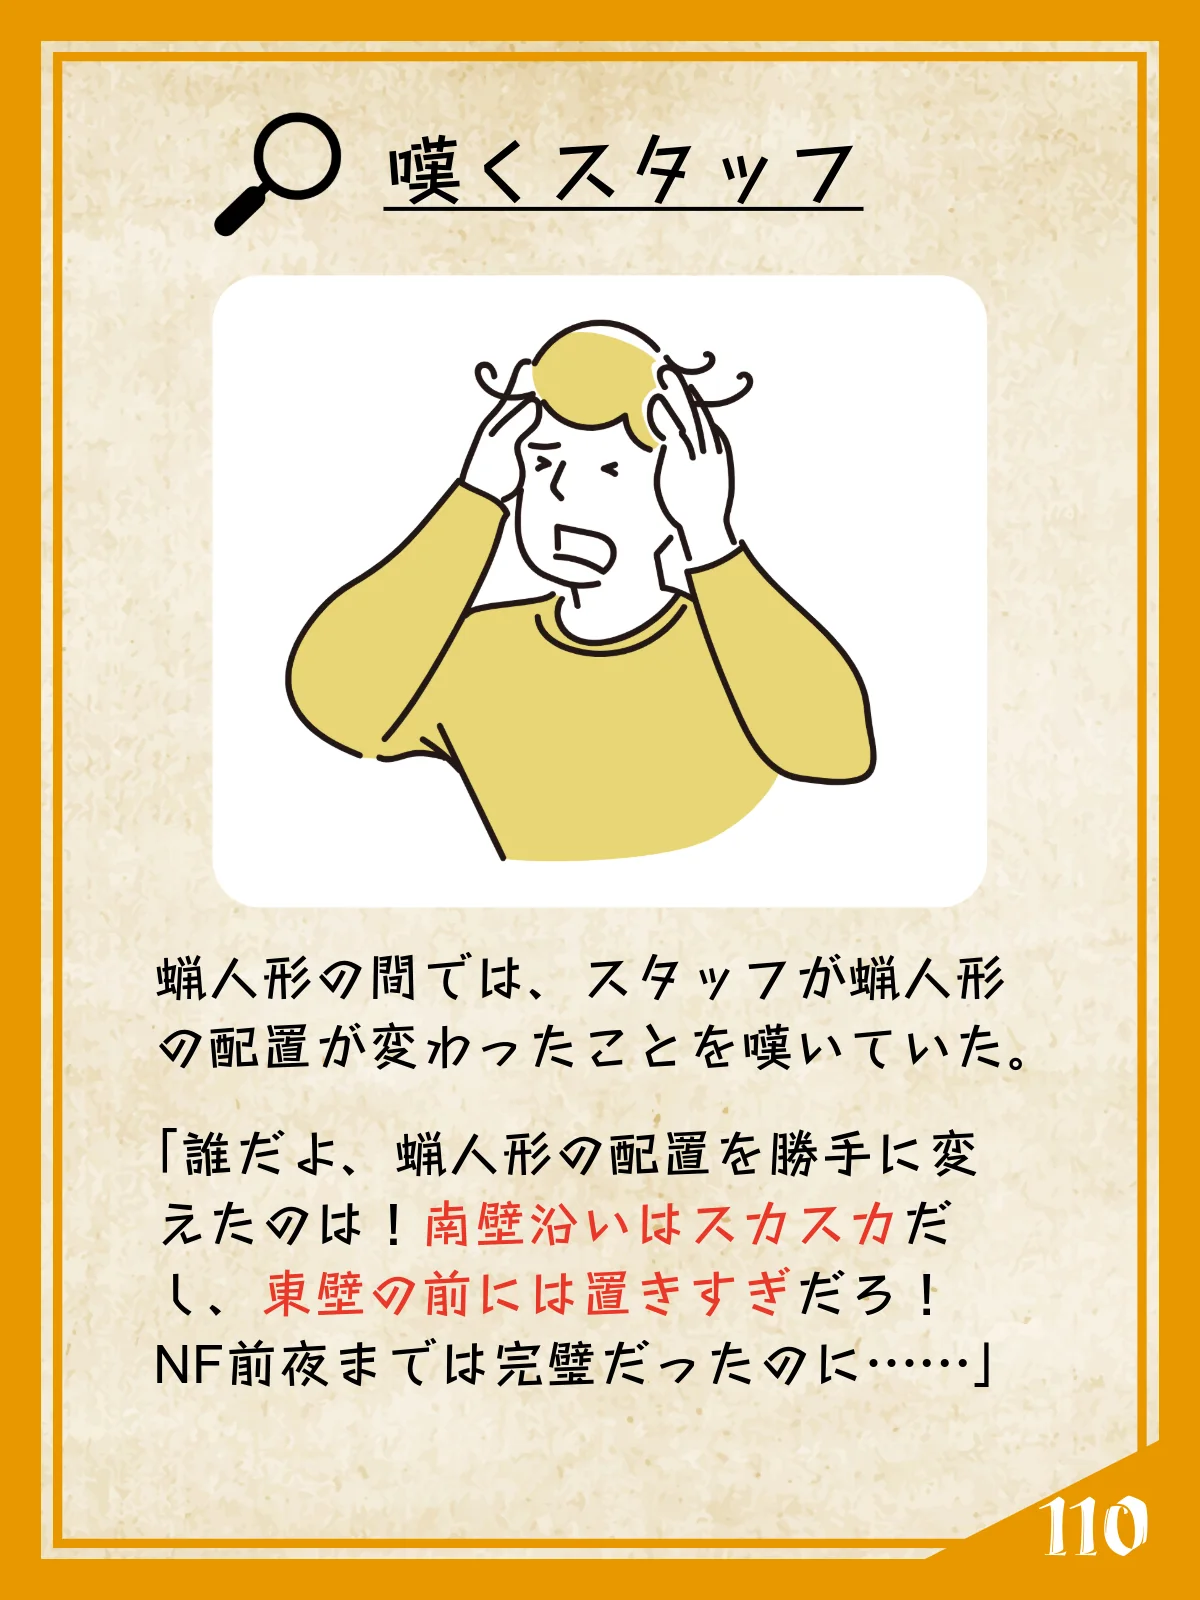 嘆くスタッフ
蝋人形の間では、スタッフが蝋人形
の配置が変わったことを嘆いていた。
「誰だよ、蝋人形の配置を勝手に変
えたのは！南壁沿いはスカスカだ
し、東壁の前には置きすぎだろ！
NF前夜までは完璧だったのに……」
110